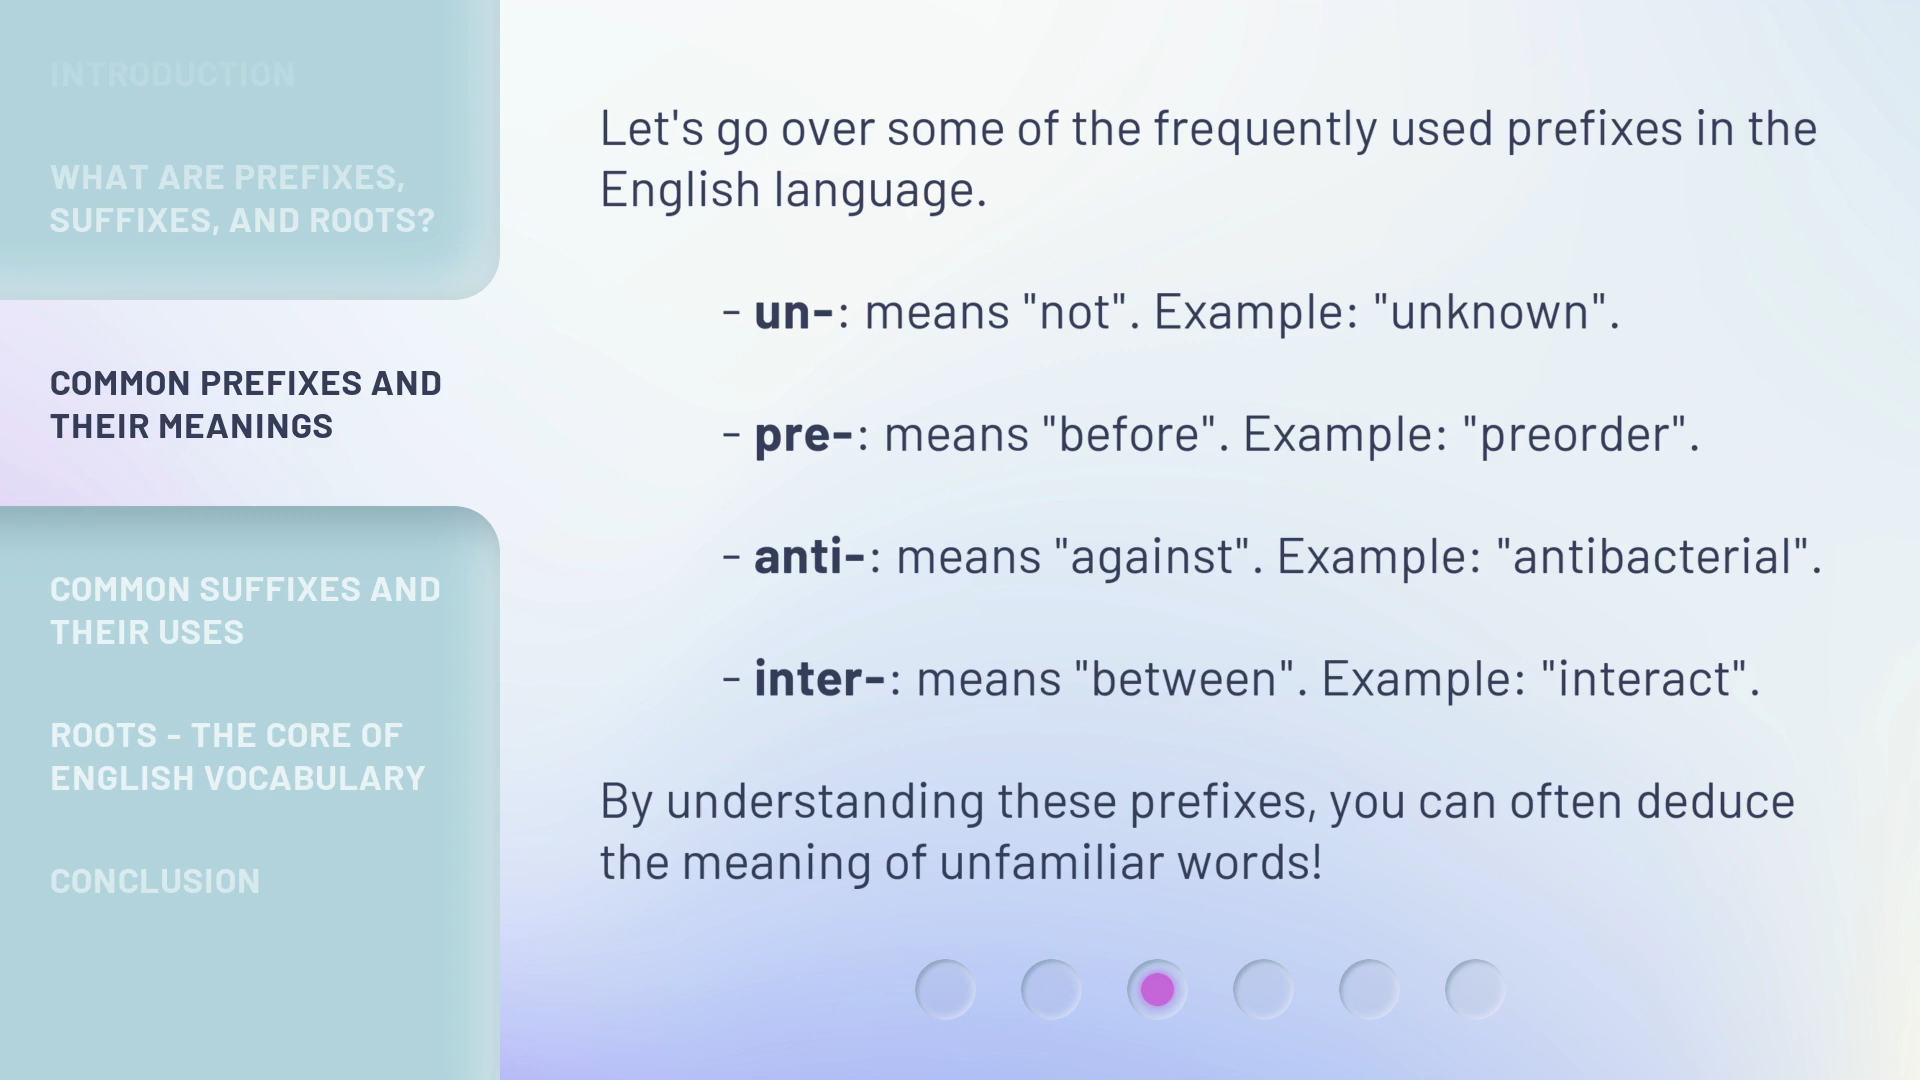 INTRODUCTION
WHAT ARE PREFIXES,
SUFFIXES, AND ROOTS?
COMMON PREFIXES AND
THEIR MEANINGS
COMMON SUFFIXES AND
THEIR USES
ROOTS - THE CORE OF
ENGLISH VOCABULARY
CONCLUSION
Let's go over some of the frequently used prefixes in the
English language.
- un-: means "not". Example: "unknown".
- pre-: means "before". Example: "preorder".
- anti-: means "against". Example: "antibacterial".
- inter-: means "between". Example: "interact".
By understanding these prefixes, you can often deduce
the meaning of unfamiliar words!